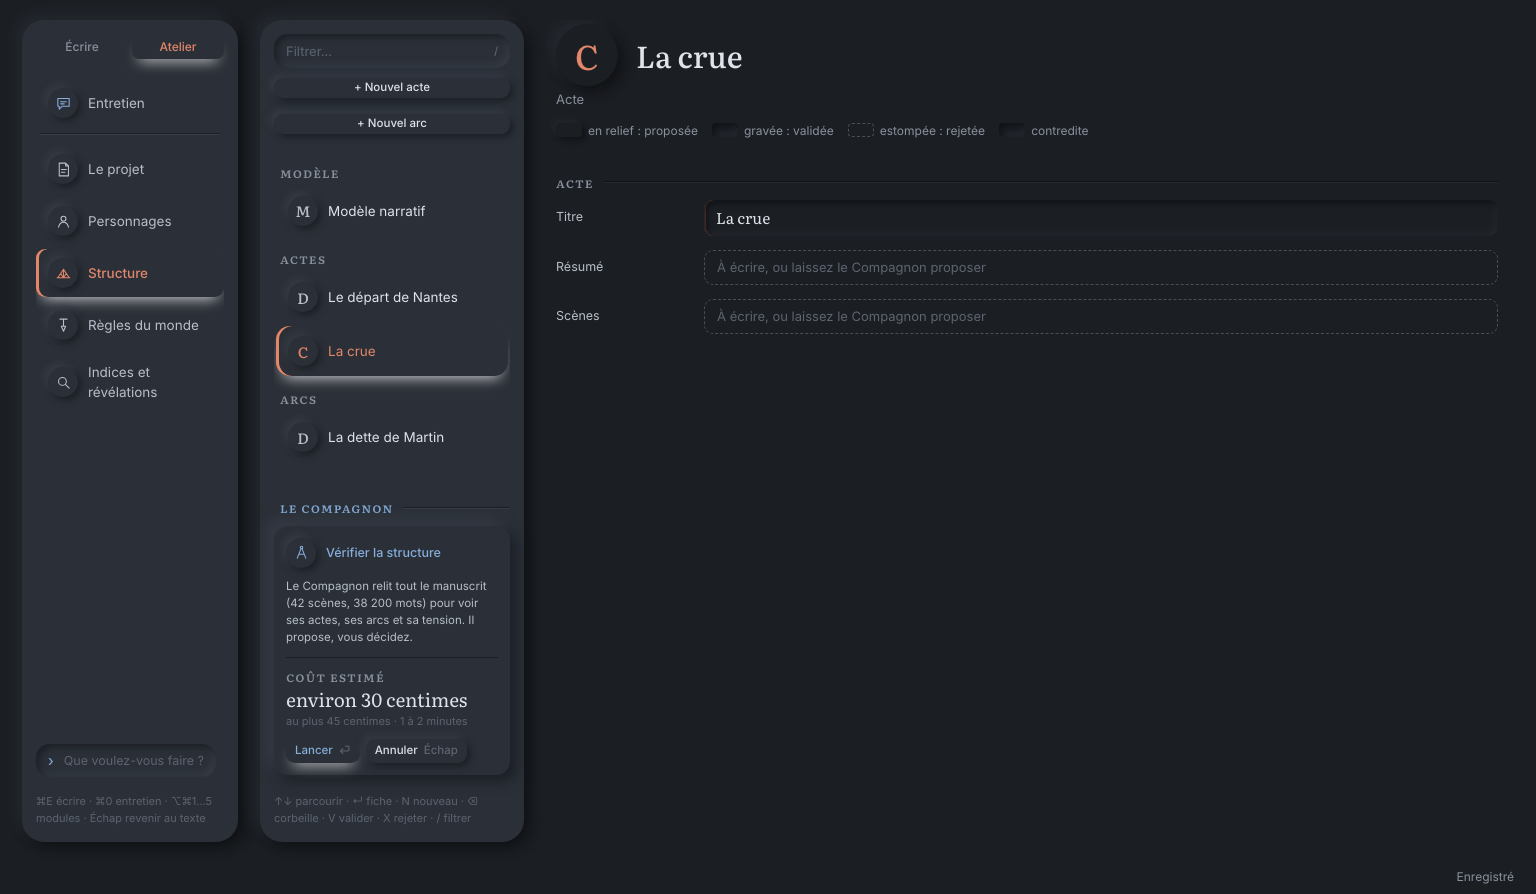 Écrire
Atelier
Entretien
Le projet
Personnages
Structure
Règles du monde
Indices et
révélations
› Que voulez-vous faire ?
⌘E écrire · ⌘0 entretien · ⌥⌘1…5
modules · Échap revenir au texte
Filtrer… /
+ Nouvel acte
+ Nouvel arc
MODÈLE
M Modèle narratif
ACTES
D Le départ de Nantes
C La crue
ARCS
D La dette de Martin
LE COMPAGNON
Vérifier la structure
Le Compagnon relit tout le manuscrit
(42 scènes, 38 200 mots) pour voir
ses actes, ses arcs et sa tension. Il
propose, vous décidez.
COÛT ESTIMÉ
environ 30 centimes
au plus 45 centimes · 1 à 2 minutes
Lancer ⏎ Annuler Échap
↑↓ parcourir · ↵ fiche · N nouveau · ⌫
corbeille · V valider · X rejeter · / filtrer
C La crue
Acte
en relief : proposée gravée : validée estompée : rejetée contredite
ACTE
Titre La crue
Résumé À écrire, ou laissez le Compagnon proposer
Scènes À écrire, ou laissez le Compagnon proposer
Enregistré